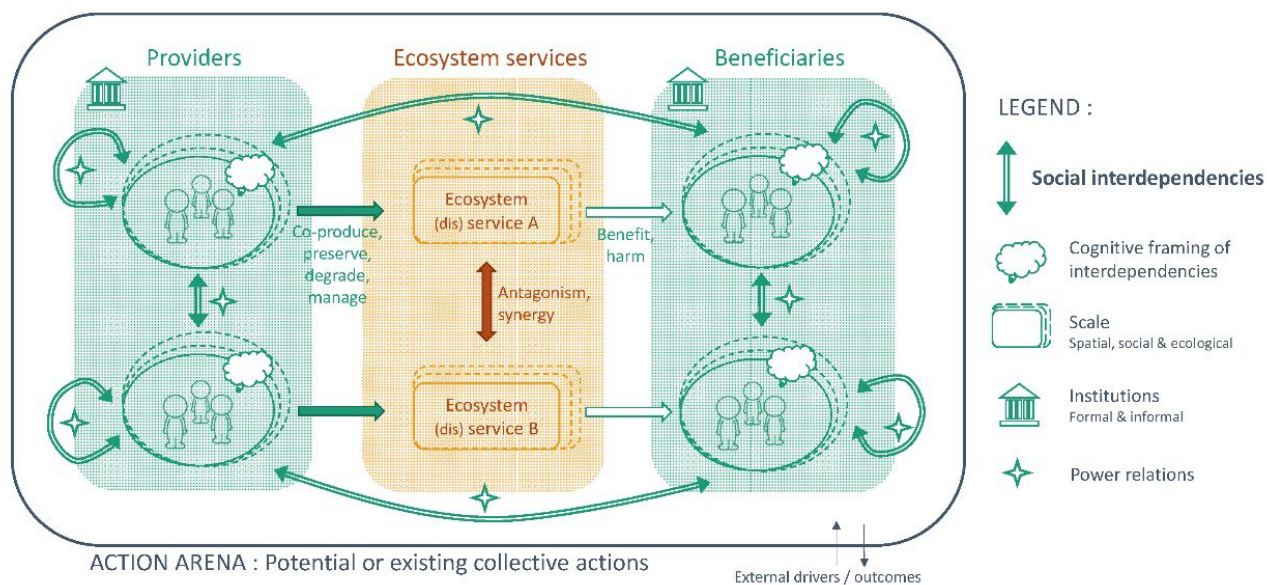 Providers
Ecosystem services
Beneficiaries
Ecosystem
(dis) service A
Co-produce,
preserve,
degrade,
manage
Benefit,
harm
Antagonism,
synergy
Ecosystem
(dis) service B
ACTION ARENA : Potential or existing collective actions
External drivers / outcomes
LEGEND :
Social interdependencies
Cognitive framing of
interdependencies
Scale
Spatial, social & ecological
Institutions
Formal & informal
Power relations